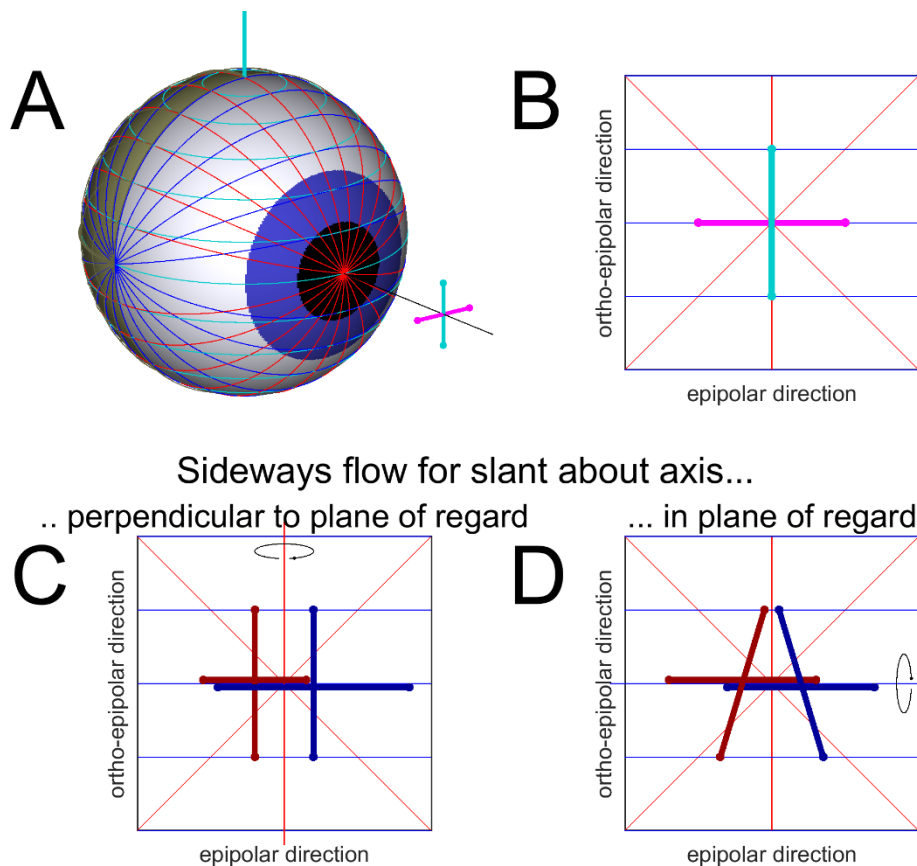 A
B
ortho-epipolar direction
epipolar direction
Sideways flow for slant about axis...
.. perpendicular to plane of regard
... in plane of regard
C
D
ortho-epipolar direction
ortho-epipolar direction
epipolar direction
epipolar direction